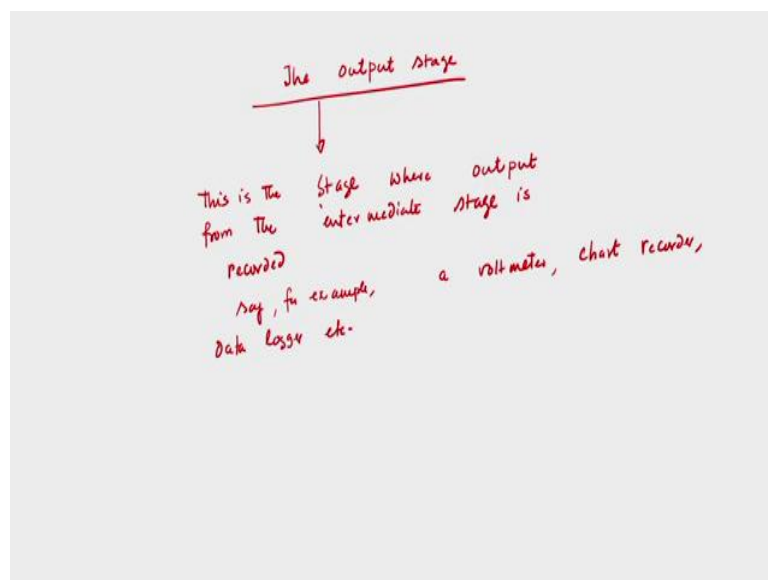 The output stage
This is the stage where output
from the intermediate stage is
recorded
say, for example, a voltmeter, chart recorder,
Data logger etc.